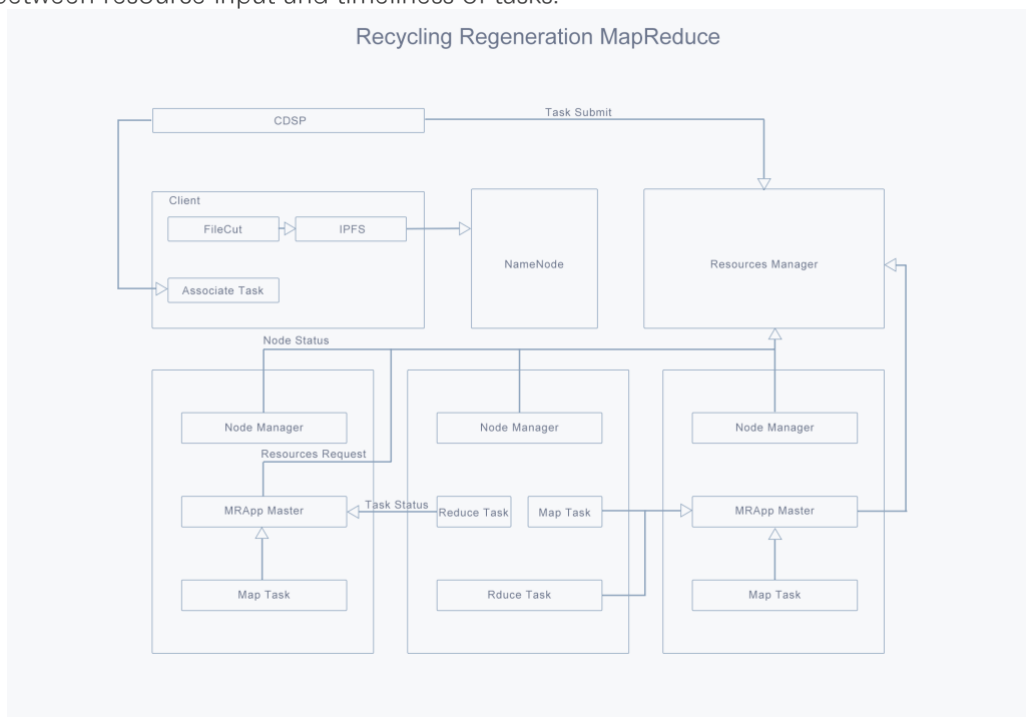 between resource input and timeliness of tasks.
Recycling Regeneration MapReduce
Task Submit
CDSP
Client
FileCut
IPFS
NameNode
Resources Manager
Associate Task
Node Status
Node Manager
Node Manager
Node Manager
Resources Request
MRApp Master
Task Status
Reduce Task
Map Task
MRApp Master
Map Task
Rduce Task
Map Task